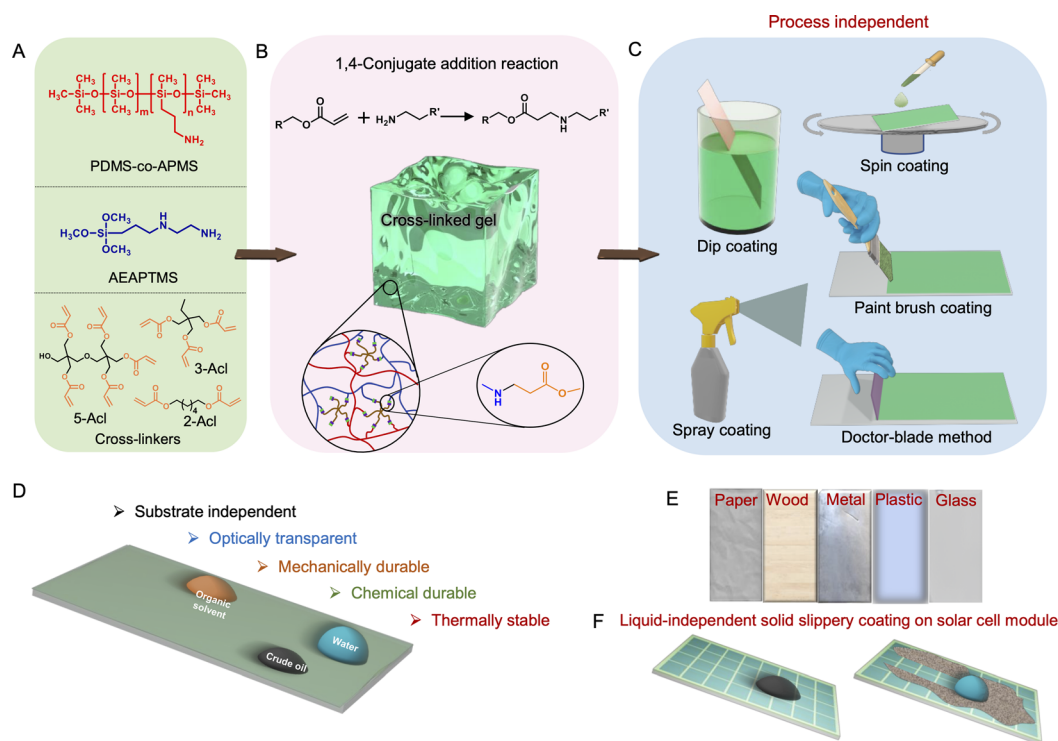 Process independent
A
CH₃ CH₃ CH₃ CH₃
H₃C-Si-O-[Si-O]m[Si-O]n-Si-CH₃
CH₃ CH₃ CH₃
NH₂
PDMS-co-APMS
OCH₃
H₃CO-Si
OCH₃
H
N
NH₂
AEAPTMS
HO
O
3-Acl
4
5-Acl
2-Acl
Cross-linkers
B
1,4-Conjugate addition reaction
R O O + H₂N R' → R O O N H R'
Cross-linked gel
N
H
O
O
C
Spin coating
Dip coating
Paint brush coating
Spray coating
Doctor-blade method
D
➢ Substrate independent
➢ Optically transparent
➢ Mechanically durable
➢ Chemical durable
➢ Thermally stable
Organic
solvent
Water
Crude oil
E
Paper Wood Metal Plastic Glass
F Liquid-independent solid slippery coating on solar cell module